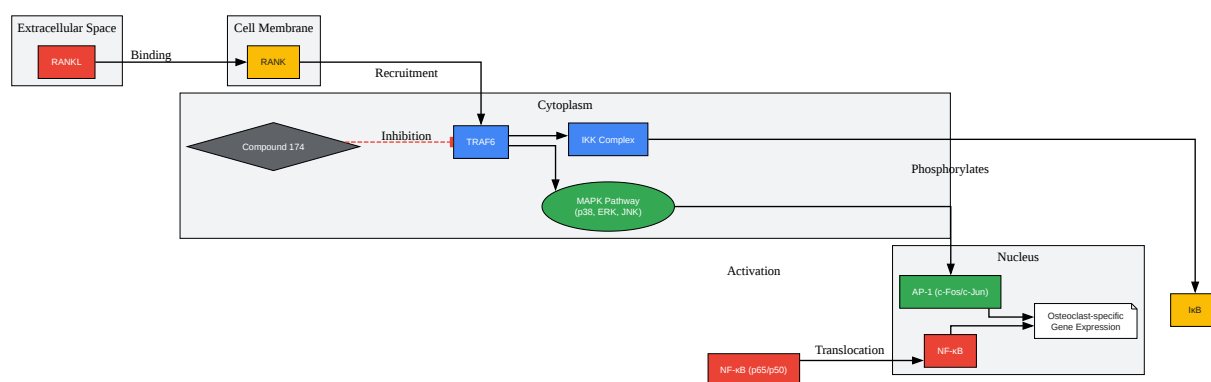 Extracellular Space
Cell Membrane
RANKL
Binding
RANK
Recruitment
Cytoplasm
Compound 174
Inhibition
TRAF6
IKK Complex
Phosphorylates
MAPK Pathway
(p38, ERK, JNK)
Nucleus
Activation
AP-1 (c-Fos/c-Jun)
Osteoclast-specific
Gene Expression
IκB
NF-κB
Translocation
NF-κB (p65/p50)